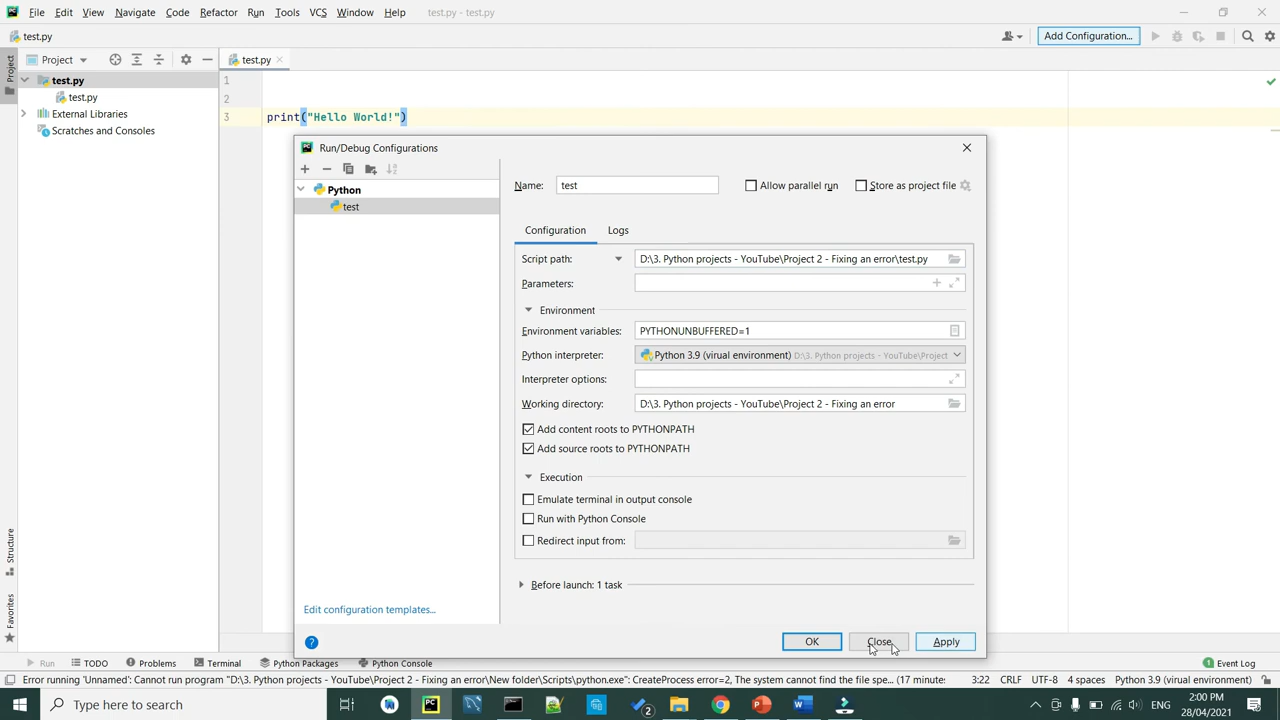 File Edit View Navigate Code Refactor Run Tools VCS Window Help test.py - test.py
test.py
Add Configuration...
Project
Project
test.py
test.py
test.py
External Libraries
Scratches and Consoles
1
2
3
print("Hello World!")
Run/Debug Configurations
Python
test
Edit configuration templates...
Name: test
Allow parallel run
Store as project file
Configuration Logs
Script path: D:\3. Python projects - YouTube\Project 2 - Fixing an error\test.py
Parameters:
Environment
Environment variables: PYTHONUNBUFFERED=1
Python interpreter: Python 3.9 (virual environment) D:\3. Python projects - YouTube\Project
Interpreter options:
Working directory: D:\3. Python projects - YouTube\Project 2 - Fixing an error
Add content roots to PYTHONPATH
Add source roots to PYTHONPATH
Execution
Emulate terminal in output console
Run with Python Console
Redirect input from:
Before launch: 1 task
OK Close Apply
Structure
Favorites
Run TODO Problems Terminal Python Packages Python Console Event Log
Error running 'Unnamed': Cannot run program "D:\3. Python projects - YouTube\Project 2 - Fixing an error\New folder\Scripts\python.exe": CreateProcess error=2, The system cannot find the file spe... (17 minute: 3:22 CRLF UTF-8 4 spaces Python 3.9 (virual environment)
Type here to search
2
ENG
2:00 PM
28/04/2021